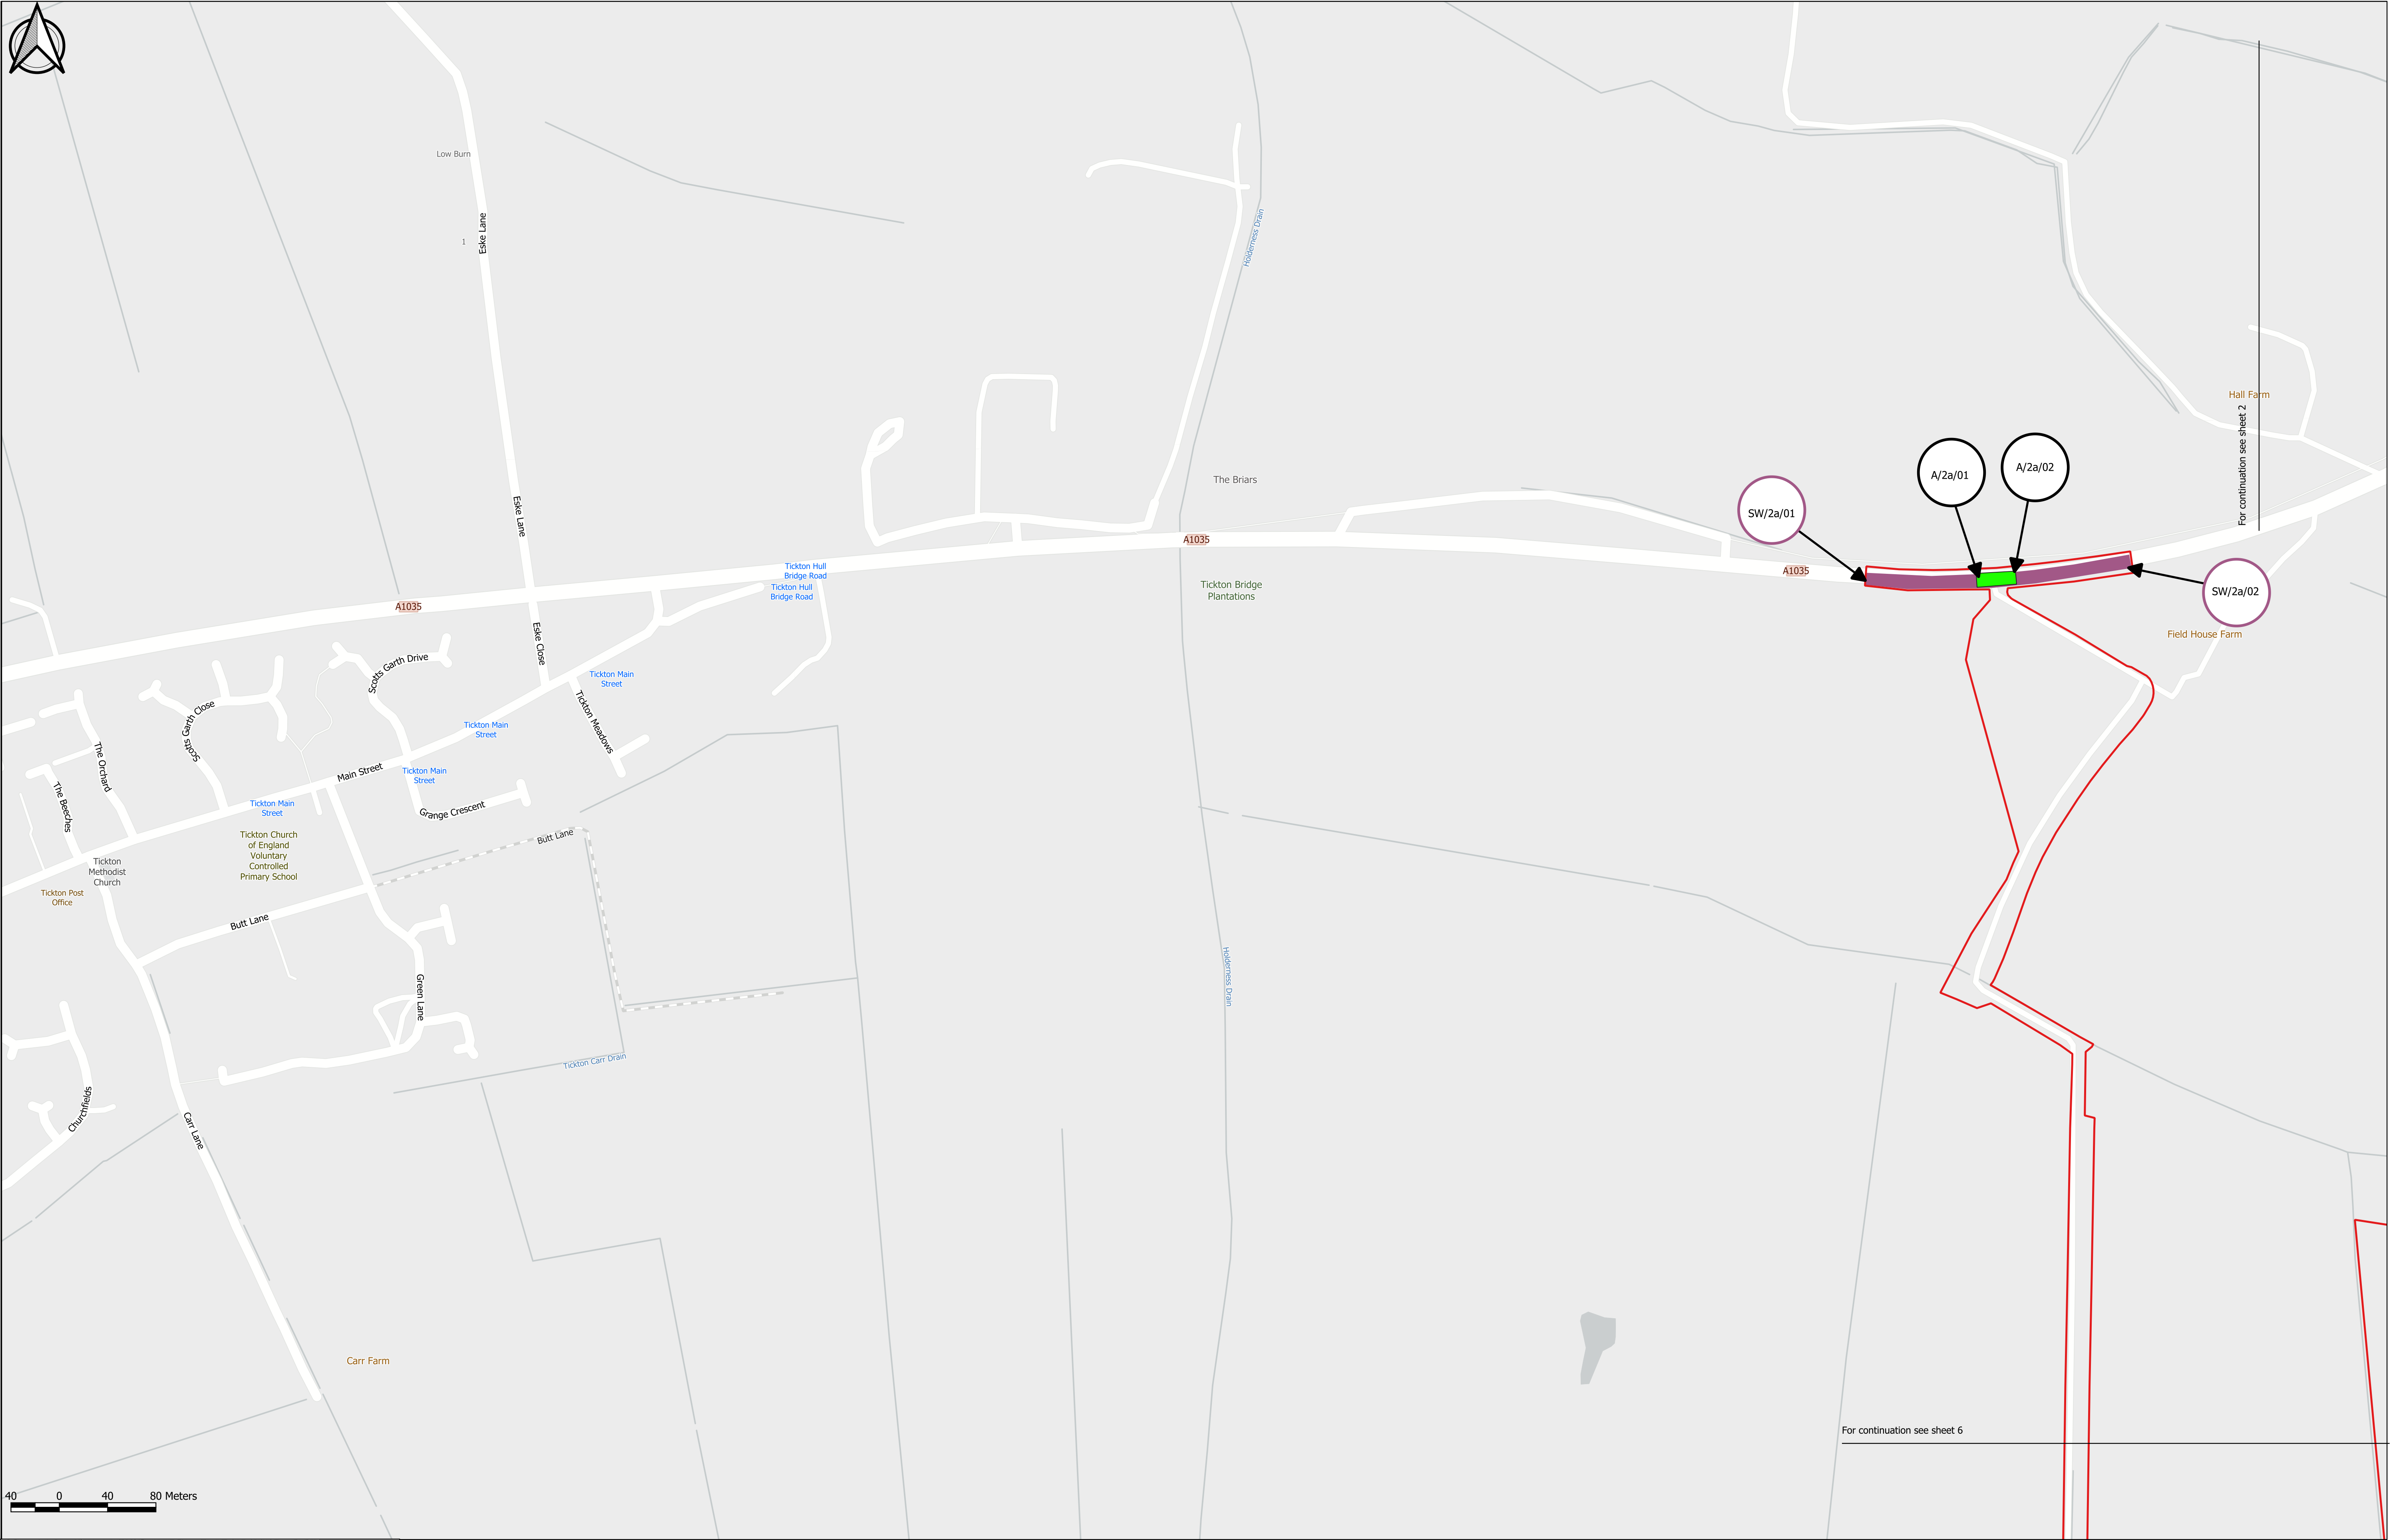 Low Burn
1
Eske Lane
Holderness Drain
Hall Farm
For continuation see sheet 2
The Briars
A/2a/01
A/2a/02
SW/2a/01
Eske Lane
A1035
Tickton Hull
Bridge Road
Tickton Hull
Bridge Road
A1035
Tickton Bridge
Plantations
A1035
SW/2a/02
Field House Farm
Eske Close
Scotts Garth Drive
Tickton Main
Street
Scotts Garth Close
Tickton Meadows
Tickton Main
Street
The Orchard
Main Street
Tickton Main
Street
The Beeches
Tickton Main
Street
Grange Crescent
Butt Lane
Tickton Church
of England
Voluntary
Controlled
Primary School
Tickton
Methodist
Church
Tickton Post
Office
Butt Lane
Green Lane
Holderness Drain
Tickton Carr Drain
Churchfields
Carr Lane
Carr Farm
For continuation see sheet 6
40 0 40 80 Meters